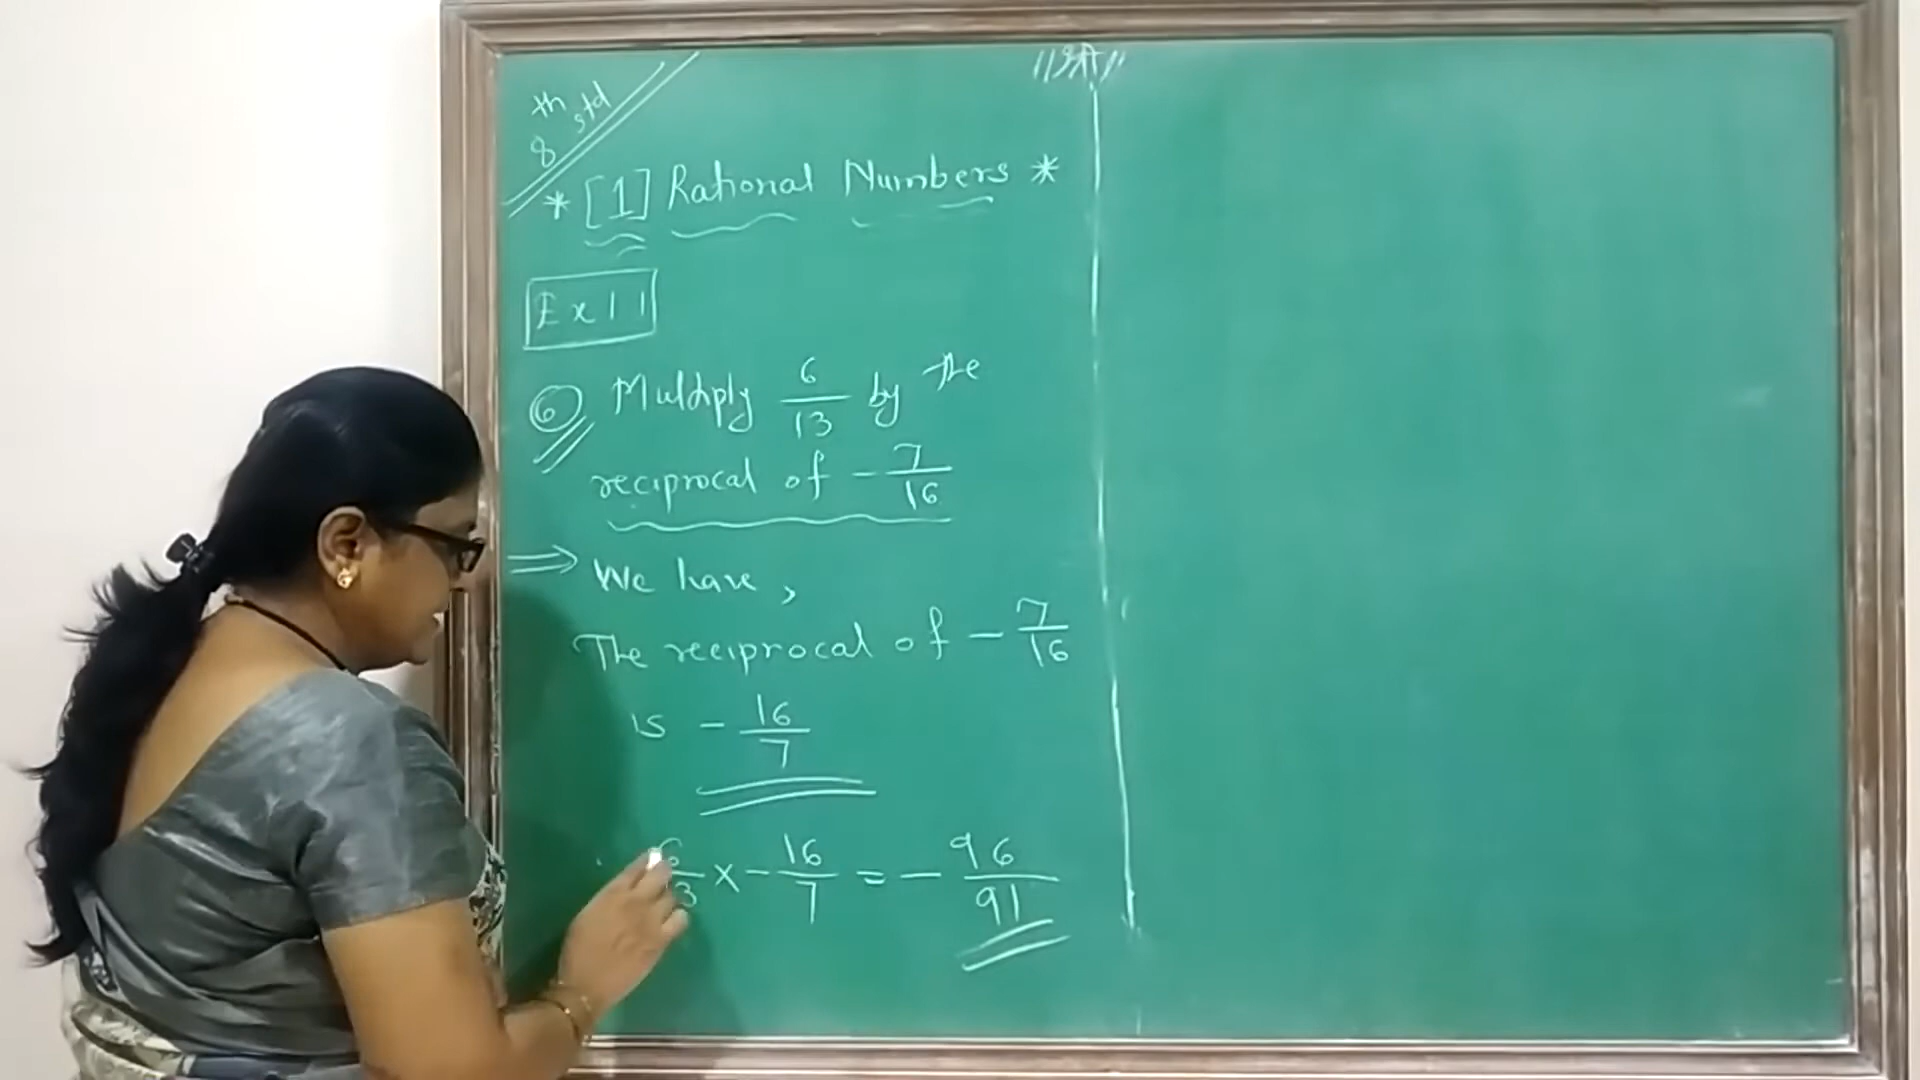 8th std
* [1] Rational Numbers *
Ex 1 1
6 Multiply 6/13 by the
reciprocal of - 7/16
⇒ We have,
The reciprocal of - 7/16
is - 16/7
6/13 x - 16/7 = - 96/91